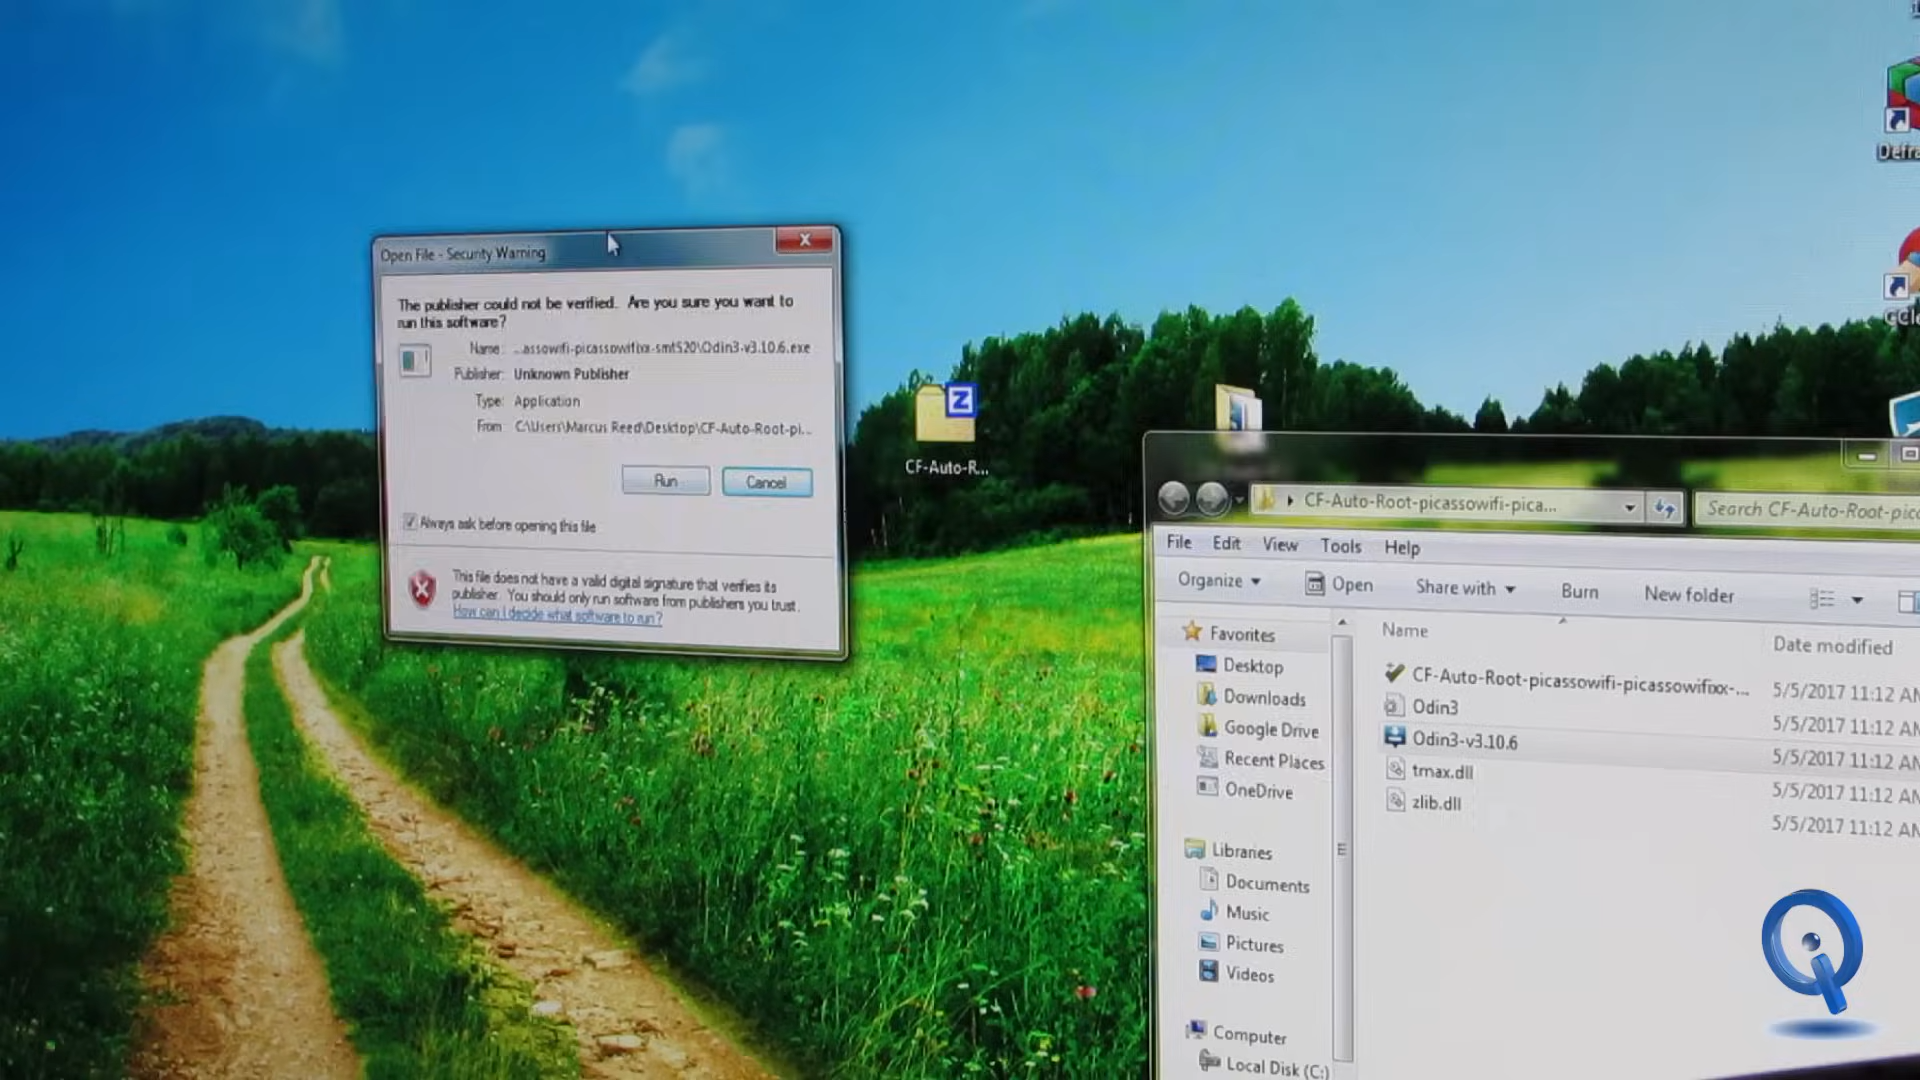 Open File - Security Warning
X
The publisher could not be verified. Are you sure you want to
run this software?
Name: ...assowifi-picassowifixx-smt520\Odin3-v3.10.6.exe
Publisher: Unknown Publisher
Type: Application
From: C:\Users\Marcus Reed\Desktop\CF-Auto-Root-pi...
Run
Cancel
Always ask before opening this file
This file does not have a valid digital signature that verifies its
publisher. You should only run software from publishers you trust.
How can I decide what software to run?
Z
CF-Auto-R...
Defra
CCle
CF-Auto-Root-picassowifi-pica...
Search CF-Auto-Root-pico
File Edit View Tools Help
Organize Open Share with Burn New folder
Name
Date modified
CF-Auto-Root-picassowifi-picassowifixx-...
5/5/2017 11:12 AM
Odin3
5/5/2017 11:12 AM
Odin3-v3.10.6
5/5/2017 11:12 AM
tmax.dll
5/5/2017 11:12 AM
zlib.dll
5/5/2017 11:12 AM
Favorites
Desktop
Downloads
Google Drive
Recent Places
OneDrive
Libraries
Documents
Music
Pictures
Videos
Computer
Local Disk (C:)